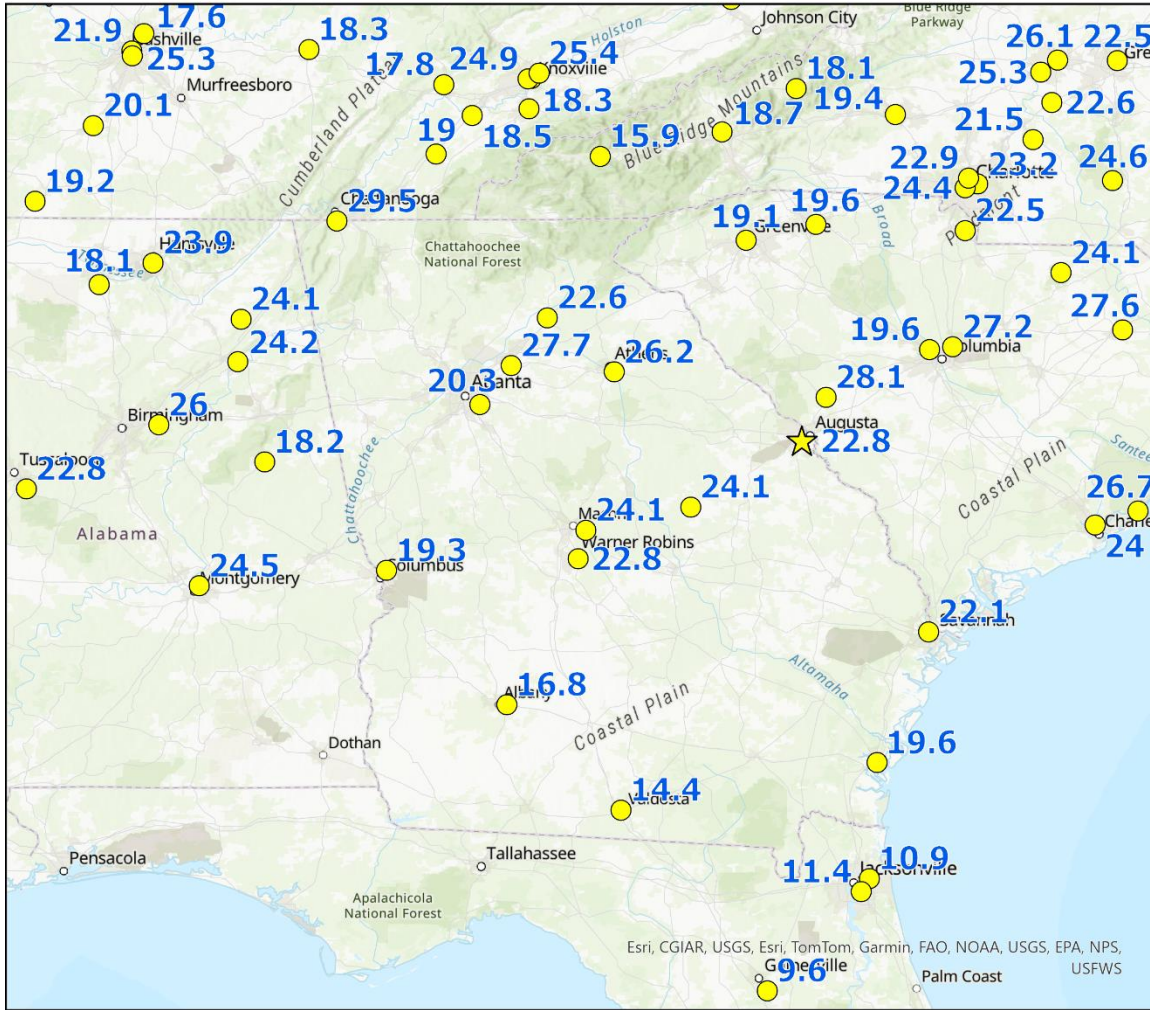 17.6
21.9
Nashville
25.3
18.3
Murfreesboro
20.1
19.2
Cumberland Plateau
17.8
24.9
25.4
Knoxville
Holston
18.3
19
18.5
15.9
Blue Ridge Mountains
18.7
Johnson City
Blue Ridge
Parkway
18.1
19.4
26.1
22.5
25.3
22.6
21.5
22.9
23.2
Charlotte
24.4
24.6
22.5
Piedmont
Broad
Chattanooga
29.5
Chattahoochee
National Forest
19.1
19.6
Greenville
Huntsville
23.9
18.1
24.1
24.2
22.6
27.7
Athens
26.2
20.3
Atlanta
24.1
27.6
19.6
27.2
Columbia
28.1
Augusta
22.8
Birmingham
26
18.2
Tuscaloosa
22.8
Alabama
24.5
Montgomery
Chattahoochee
19.3
Columbus
Macon
24.1
Warner Robins
22.8
24.1
Coastal Plain
Santee
26.7
24
22.1
Savannah
Altamaha
16.8
Albany
Coastal Plain
Dothan
19.6
14.4
Valdosta
Pensacola
Tallahassee
Apalachicola
National Forest
11.4
10.9
Jacksonville
Gainesville
9.6
Palm Coast
Esri, CGIAR, USGS, Esri, TomTom, Garmin, FAO, NOAA, USGS, EPA, NPS,
USFWS